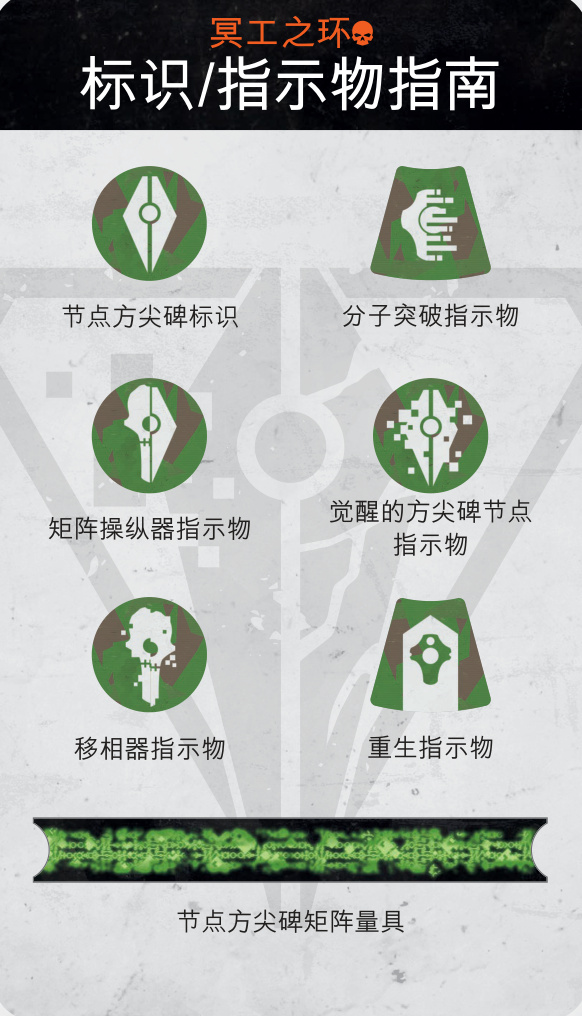 冥工之环
标识/指示物指南
节点方尖碑标识
分子突破指示物
矩阵操纵器指示物
觉醒的方尖碑节点
指示物
移相器指示物
重生指示物
节点方尖碑矩阵量具